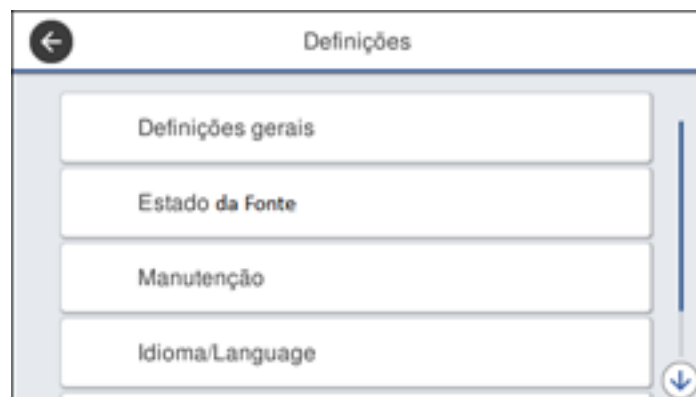 Definições
Definições gerais
Estado da Fonte
Manutenção
Idioma/Language